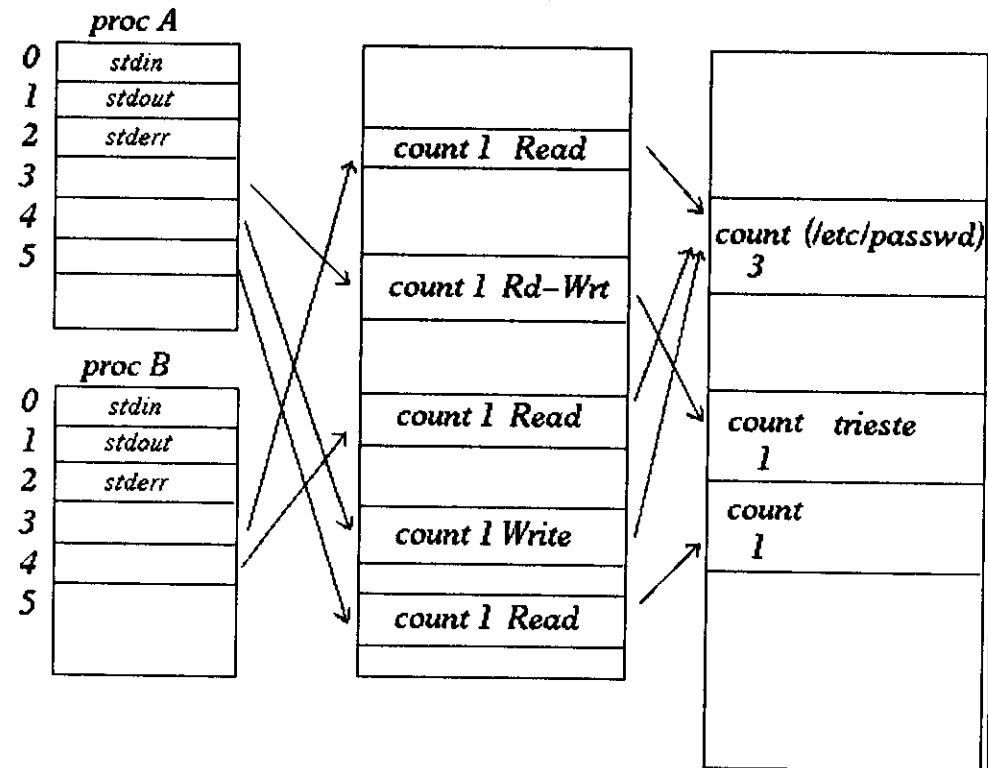 proc A
0 stdin
1 stdout
2 stderr
3
4
5
proc B
0 stdin
1 stdout
2 stderr
3
4
5
count 1 Read
count 1 Rd-Wrt
count 1 Read
count 1 Write
count 1 Read
count (/etc/passwd)
3
count trieste
1
count
1